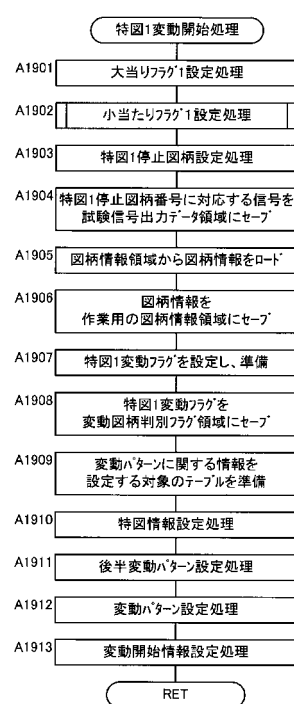 特図1変動開始処理
A1901
大当りﾌﾗｸﾞ1設定処理
A1902
小当たりﾌﾗｸﾞ1設定処理
A1903
特図1停止図柄設定処理
A1904
特図1停止図柄番号に対応する信号を
試験信号出力ﾃﾞｰﾀ領域にｾｰﾌﾞ
A1905
図柄情報領域から図柄情報をﾛｰﾄﾞ
A1906
図柄情報を
作業用の図柄情報領域にｾｰﾌﾞ
A1907
特図1変動ﾌﾗｸﾞを設定し、準備
A1908
特図1変動ﾌﾗｸﾞを
変動図柄判別ﾌﾗｸﾞ領域にｾｰﾌﾞ
A1909
変動ﾊﾟﾀｰﾝに関する情報を
設定する対象のﾃｰﾌﾞﾙを準備
A1910
特図情報設定処理
A1911
後半変動ﾊﾟﾀｰﾝ設定処理
A1912
変動ﾊﾟﾀｰﾝ設定処理
A1913
変動開始情報設定処理
RET